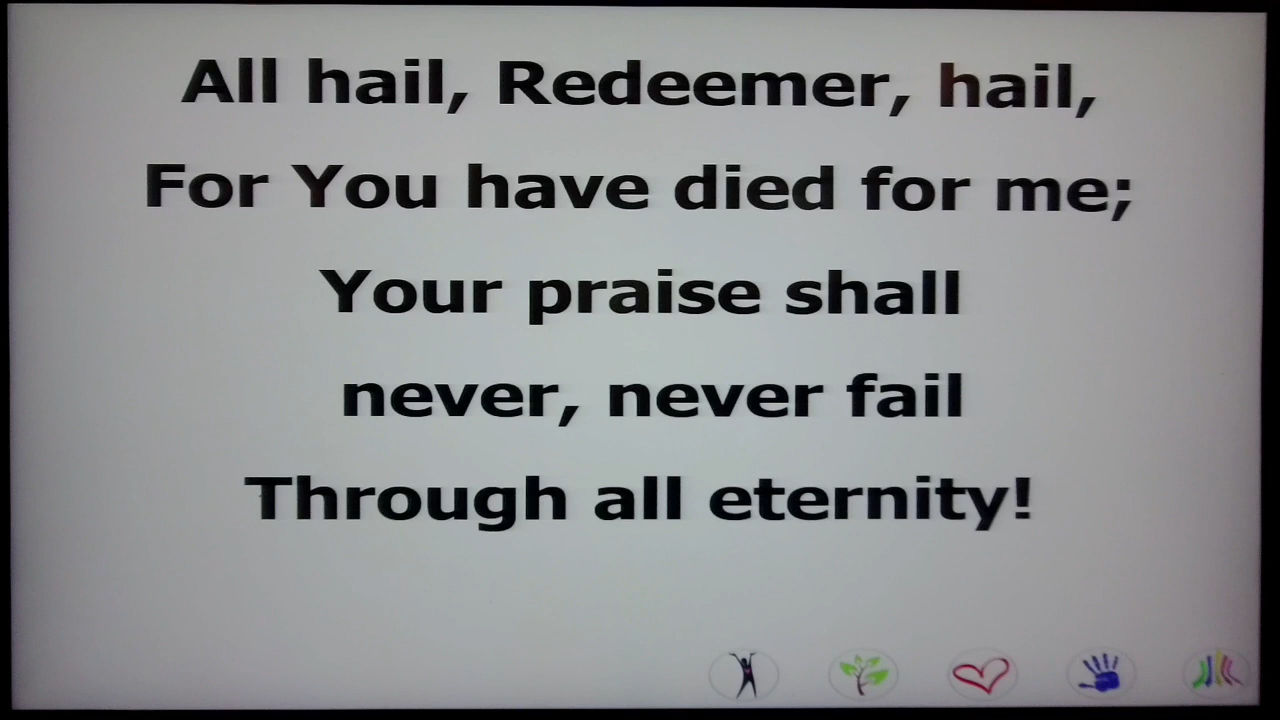 All hail, Redeemer, hail,
For You have died for me;
Your praise shall
never, never fail
Through all eternity!